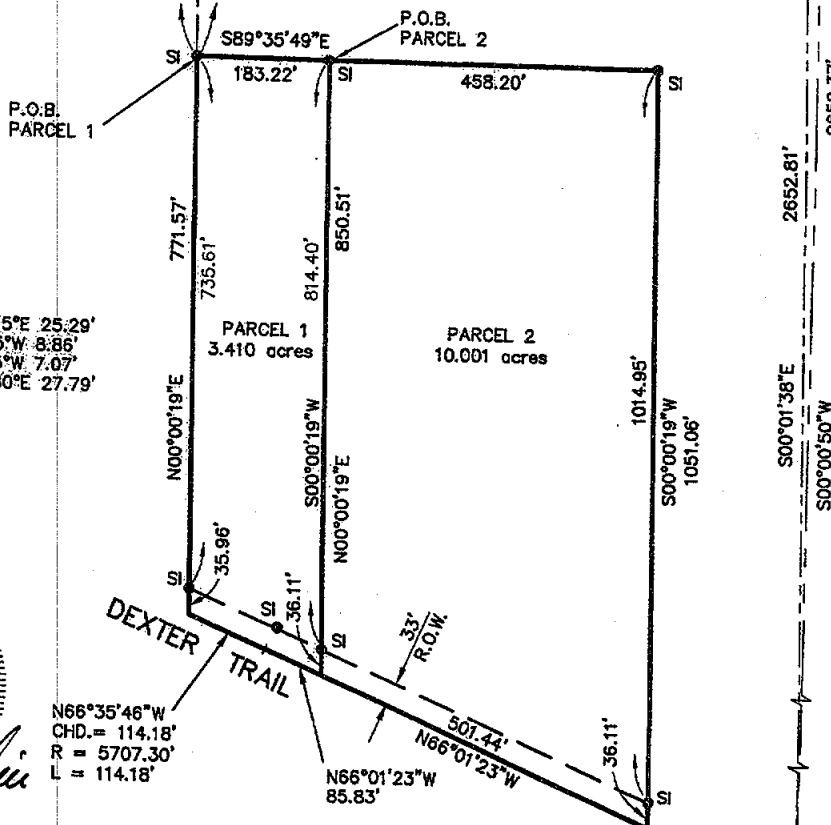 P.O.B.
PARCEL 2
S89°35'49"E
SI
183.22'
SI
458.20'
SI
P.O.B.
PARCEL 1
771.57'
735.61'
814.40'
850.51'
2652.81'
5°E 25.29'
°W 8.86'
°W 7.07'
0°E 27.79'
PARCEL 1
3.410 acres
PARCEL 2
10.001 acres
1014.95'
S00°00'19"W
1051.06'
S00°01'38"E
S00°00'50"W
N00°00'19"E
S00°00'19"W
N00°00'19"E
SI
35.96'
SI
36.11'
SI
33'
R.O.W.
DEXTER TRAIL
501.44'
N66°01'23"W
36.11'
SI
N66°35'46"W
CHD.= 114.18'
R = 5707.30'
L = 114.18'
N66°01'23"W
85.83'